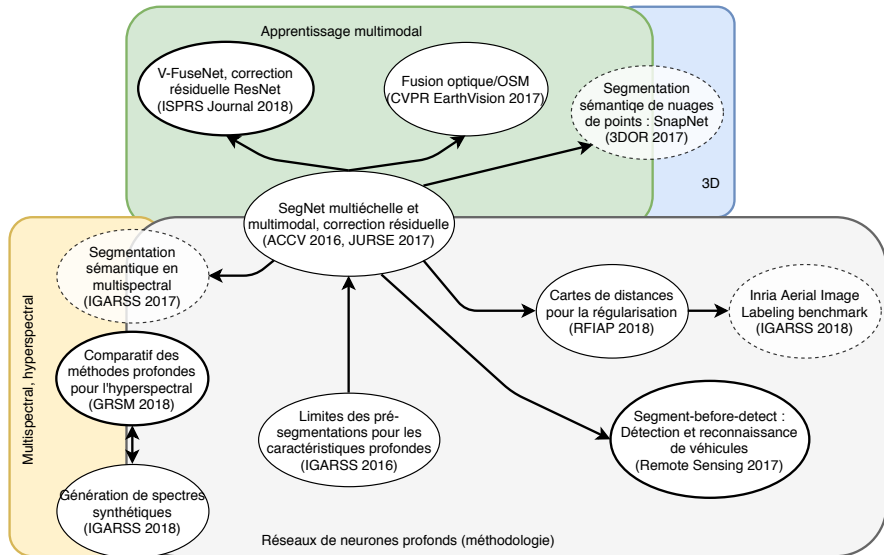 Apprentissage multimodal
V-FuseNet, correction
résiduelle ResNet
(ISPRS Journal 2018)
Fusion optique/OSM
(CVPR EarthVision 2017)
Segmentation
sémantiqe de nuages
de points : SnapNet
(3DOR 2017)
3D
SegNet multiéchelle et
multimodal, correction résiduelle
(ACCV 2016, JURSE 2017)
Multispectral, hyperspectral
Segmentation
sémantique en
multispectral
(IGARSS 2017)
Cartes de distances
pour la régularisation
(RFIAP 2018)
Inria Aerial Image
Labeling benchmark
(IGARSS 2018)
Comparatif des
méthodes profondes
pour l'hyperspectral
(GRSM 2018)
Limites des pré-
segmentations pour les
caractéristiques profondes
(IGARSS 2016)
Segment-before-detect :
Détection et reconnaissance
de véhicules
(Remote Sensing 2017)
Génération de spectres
synthétiques
(IGARSS 2018)
Réseaux de neurones profonds (méthodologie)